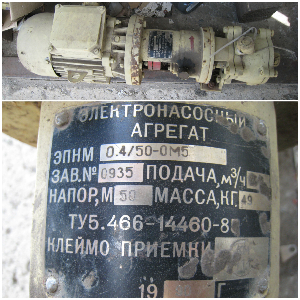 ЭЛЕКТРОНАСОСНЫЙ
АГРЕГАТ
ЭПНМ 0.4/50-0М5
ЗАВ.№ 0935 ПОДАЧА, М³/Ч
НАПОР, М 50 МАССА, КГ. 49
ТУ5.466-14460-8
КЛЕЙМО ПРИЕМКИ
19 Г